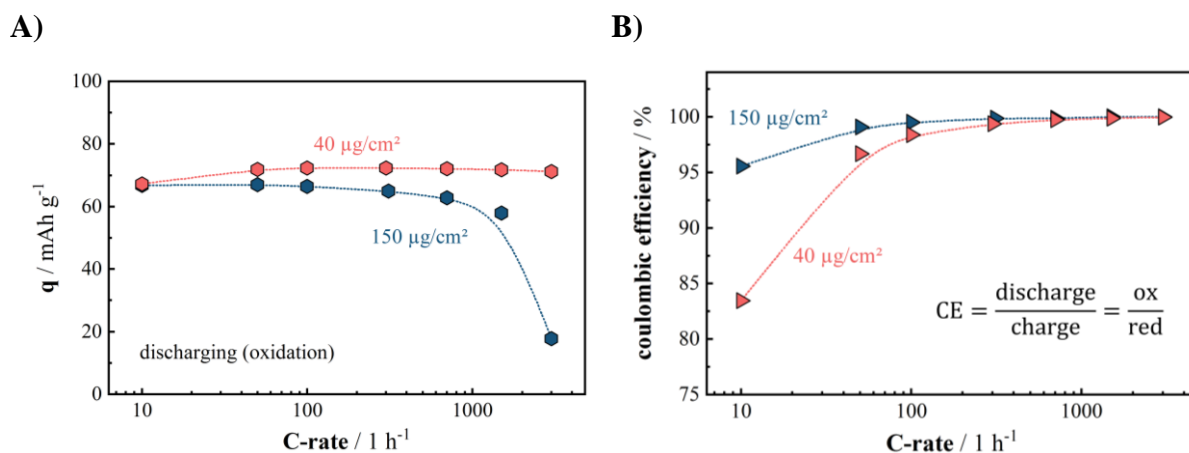 A)
100
80
60
40
20
0
q / mAh g⁻¹
40 µg/cm²
150 µg/cm²
discharging (oxidation)
10
100
1000
C-rate / 1 h⁻¹
B)
100
95
90
85
80
75
coulombic efficiency / %
150 µg/cm²
40 µg/cm²
CE = discharge/charge = ox/red
10
100
1000
C-rate / 1 h⁻¹